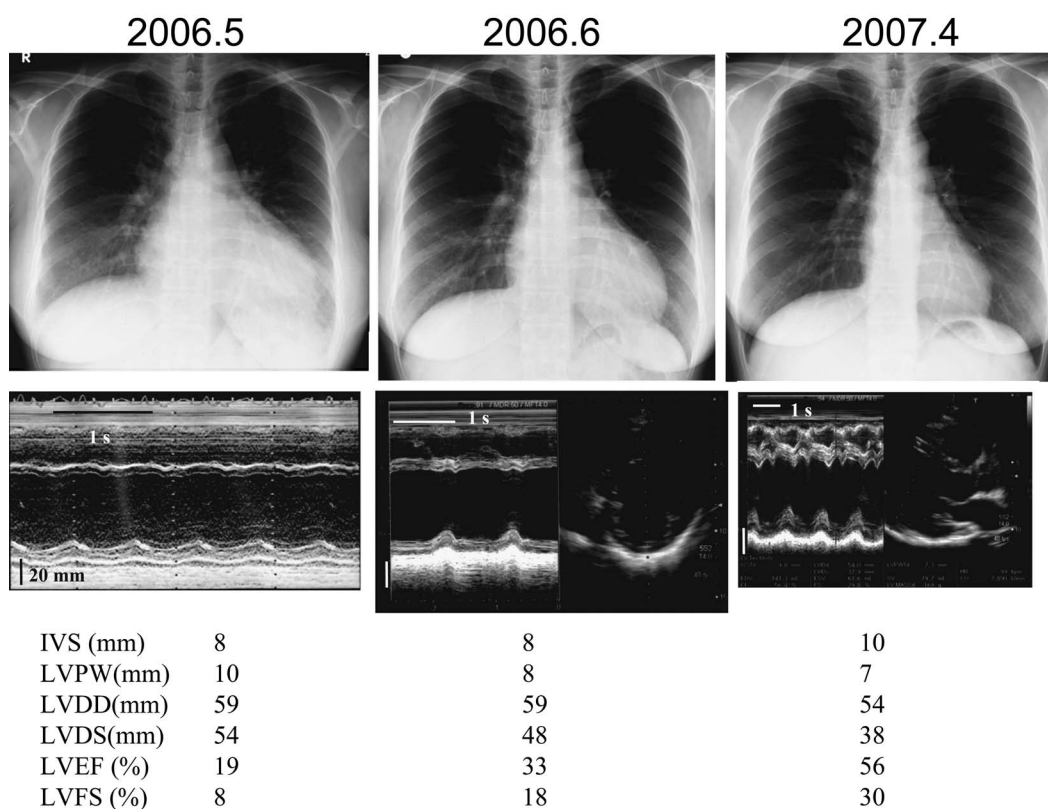 2006.5 2006.6 2007.4
R
1 s 1 s 1 s
20 mm
IVS (mm) 8 8 10
LVPW(mm) 10 8 7
LVDD(mm) 59 59 54
LVDS(mm) 54 48 38
LVEF (%) 19 33 56
LVFS (%) 8 18 30